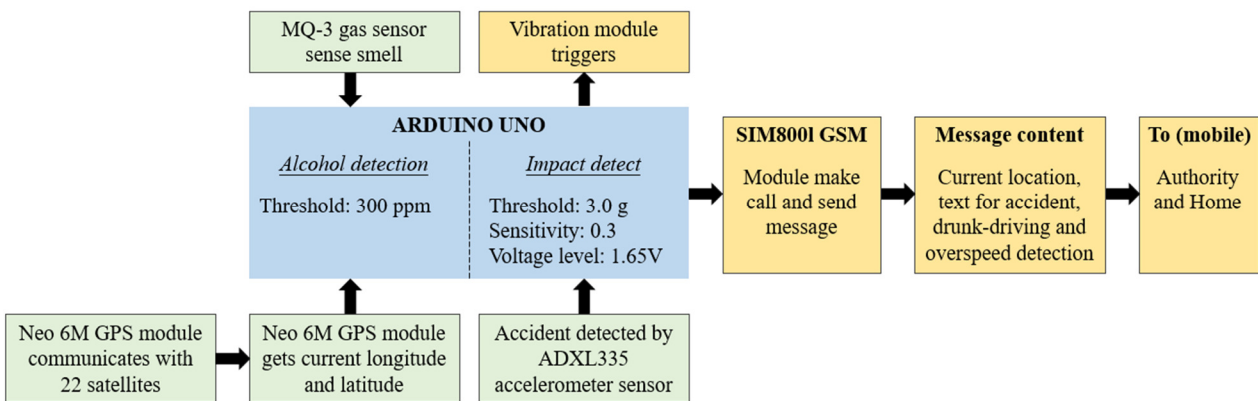 MQ-3 gas sensor
sense smell
Vibration module
triggers
ARDUINO UNO
Alcohol detection
Threshold: 300 ppm
Impact detect
Threshold: 3.0 g
Sensitivity: 0.3
Voltage level: 1.65V
SIM800l GSM
Module make
call and send
message
Message content
Current location,
text for accident,
drunk-driving and
overspeed detection
To (mobile)
Authority
and Home
Neo 6M GPS module
communicates with
22 satellites
Neo 6M GPS module
gets current longitude
and latitude
Accident detected by
ADXL335
accelerometer sensor